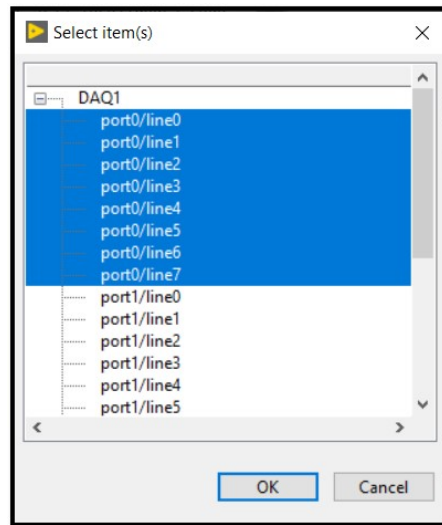 Select item(s)
DAQ1
port0/line0
port0/line1
port0/line2
port0/line3
port0/line4
port0/line5
port0/line6
port0/line7
port1/line0
port1/line1
port1/line2
port1/line3
port1/line4
port1/line5
OK
Cancel